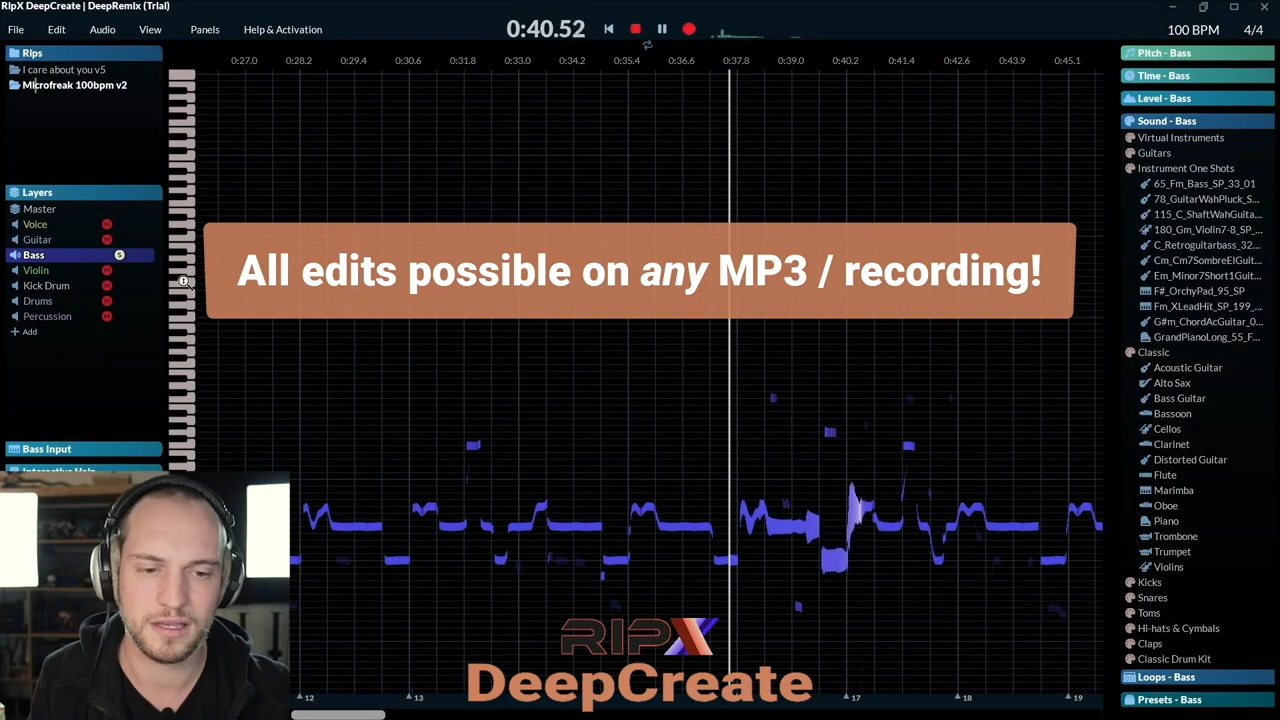 RipX DeepCreate | DeepRemix (Trial)
File Edit Audio View Panels Help & Activation
0:40.52
100 BPM 4/4
Rips
I care about you v5
Microfreak 100bpm v2
Layers
Master
Voice M
Guitar M
Bass S
Violin M
Kick Drum M
Drums M
Percussion M
Add
Bass Input
Interactive Help
0:27.0 0:28.2 0:29.4 0:30.6 0:31.8 0:33.0 0:34.2 0:35.4 0:36.6 0:37.8 0:39.0 0:40.2 0:41.4 0:42.6 0:43.9 0:45.1
All edits possible on any MP3 / recording!
RIPX
DeepCreate
12 13 17 18 19
Pitch - Bass
Time - Bass
Level - Bass
Sound - Bass
Virtual Instruments
Guitars
Instrument One Shots
65_Fm_Bass_SP_33_01
78_GuitarWahPluck_S...
115_C_ShaftWahGuita...
180_Gm_Violin7-8_SP_...
C_Retroguitarbass_32...
Cm_Cm7SombreElGuit...
Em_Minor7Short1Guit...
F#_OrchyPad_95_SP
Fm_XLeadHit_SP_199_...
G#m_ChordAcGuitar_0...
GrandPianoLong_55_F...
Classic
Acoustic Guitar
Alto Sax
Bass Guitar
Bassoon
Cellos
Clarinet
Distorted Guitar
Flute
Marimba
Oboe
Piano
Trombone
Trumpet
Violins
Kicks
Snares
Toms
Hi-hats & Cymbals
Claps
Classic Drum Kit
Loops - Bass
Presets - Bass